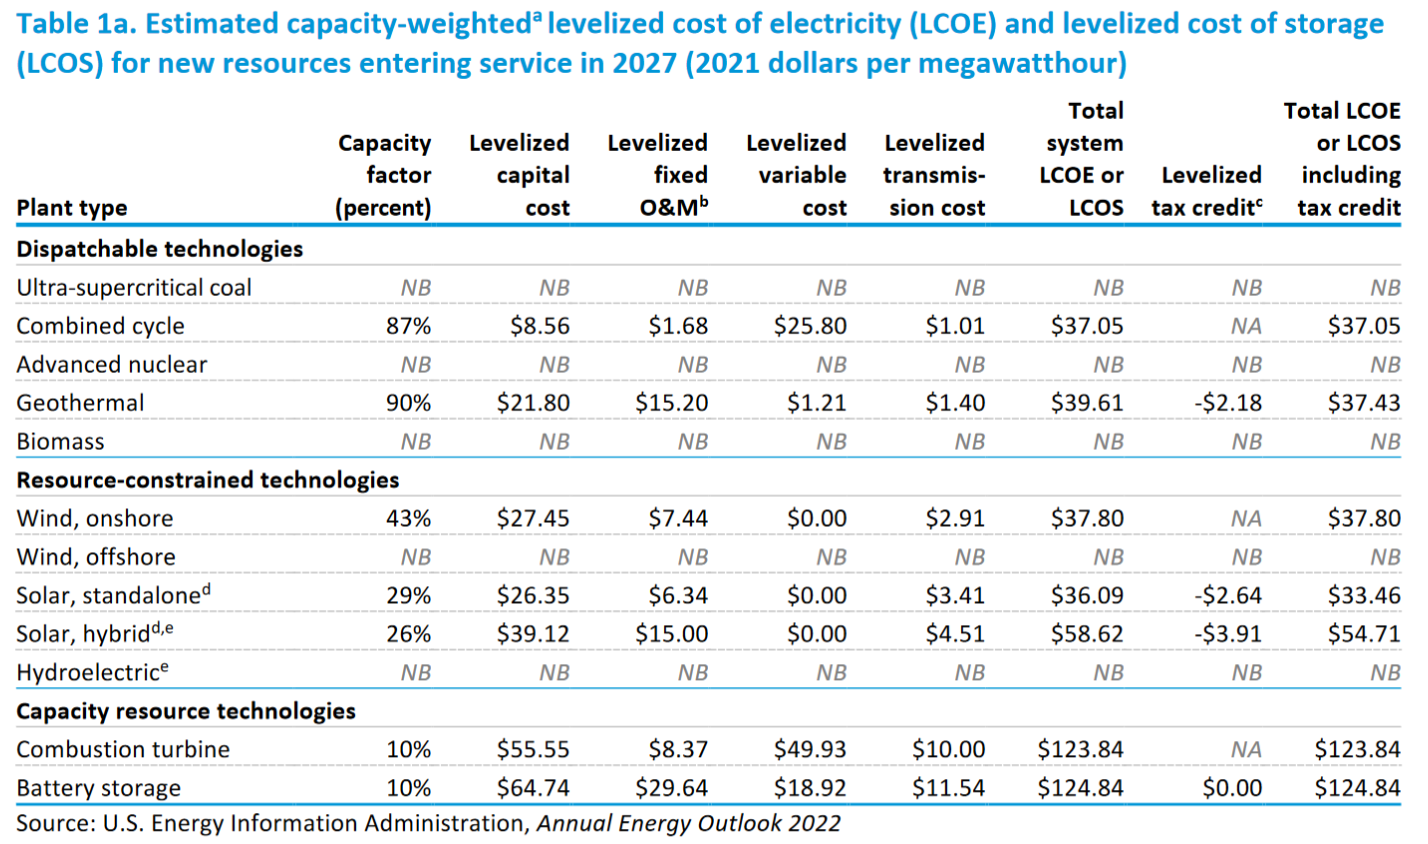 Table 1a. Estimated capacity-weightedᵃ levelized cost of electricity (LCOE) and levelized cost of storage
(LCOS) for new resources entering service in 2027 (2021 dollars per megawatthour)
Plant type Capacity factor (percent) Levelized capital cost Levelized fixed O&Mᵇ Levelized variable cost Levelized transmis-sion cost Total system LCOE or LCOS Levelized tax creditᶜ Total LCOE or LCOS including tax credit
Dispatchable technologies
Ultra-supercritical coal NB NB NB NB NB NB NB NB
Combined cycle 87% $8.56 $1.68 $25.80 $1.01 $37.05 NA $37.05
Advanced nuclear NB NB NB NB NB NB NB NB
Geothermal 90% $21.80 $15.20 $1.21 $1.40 $39.61 -$2.18 $37.43
Biomass NB NB NB NB NB NB NB NB
Resource-constrained technologies
Wind, onshore 43% $27.45 $7.44 $0.00 $2.91 $37.80 NA $37.80
Wind, offshore NB NB NB NB NB NB NB NB
Solar, standaloneᵈ 29% $26.35 $6.34 $0.00 $3.41 $36.09 -$2.64 $33.46
Solar, hybridᵈ,ᵉ 26% $39.12 $15.00 $0.00 $4.51 $58.62 -$3.91 $54.71
Hydroelectricᵉ NB NB NB NB NB NB NB NB
Capacity resource technologies
Combustion turbine 10% $55.55 $8.37 $49.93 $10.00 $123.84 NA $123.84
Battery storage 10% $64.74 $29.64 $18.92 $11.54 $124.84 $0.00 $124.84
Source: U.S. Energy Information Administration, Annual Energy Outlook 2022